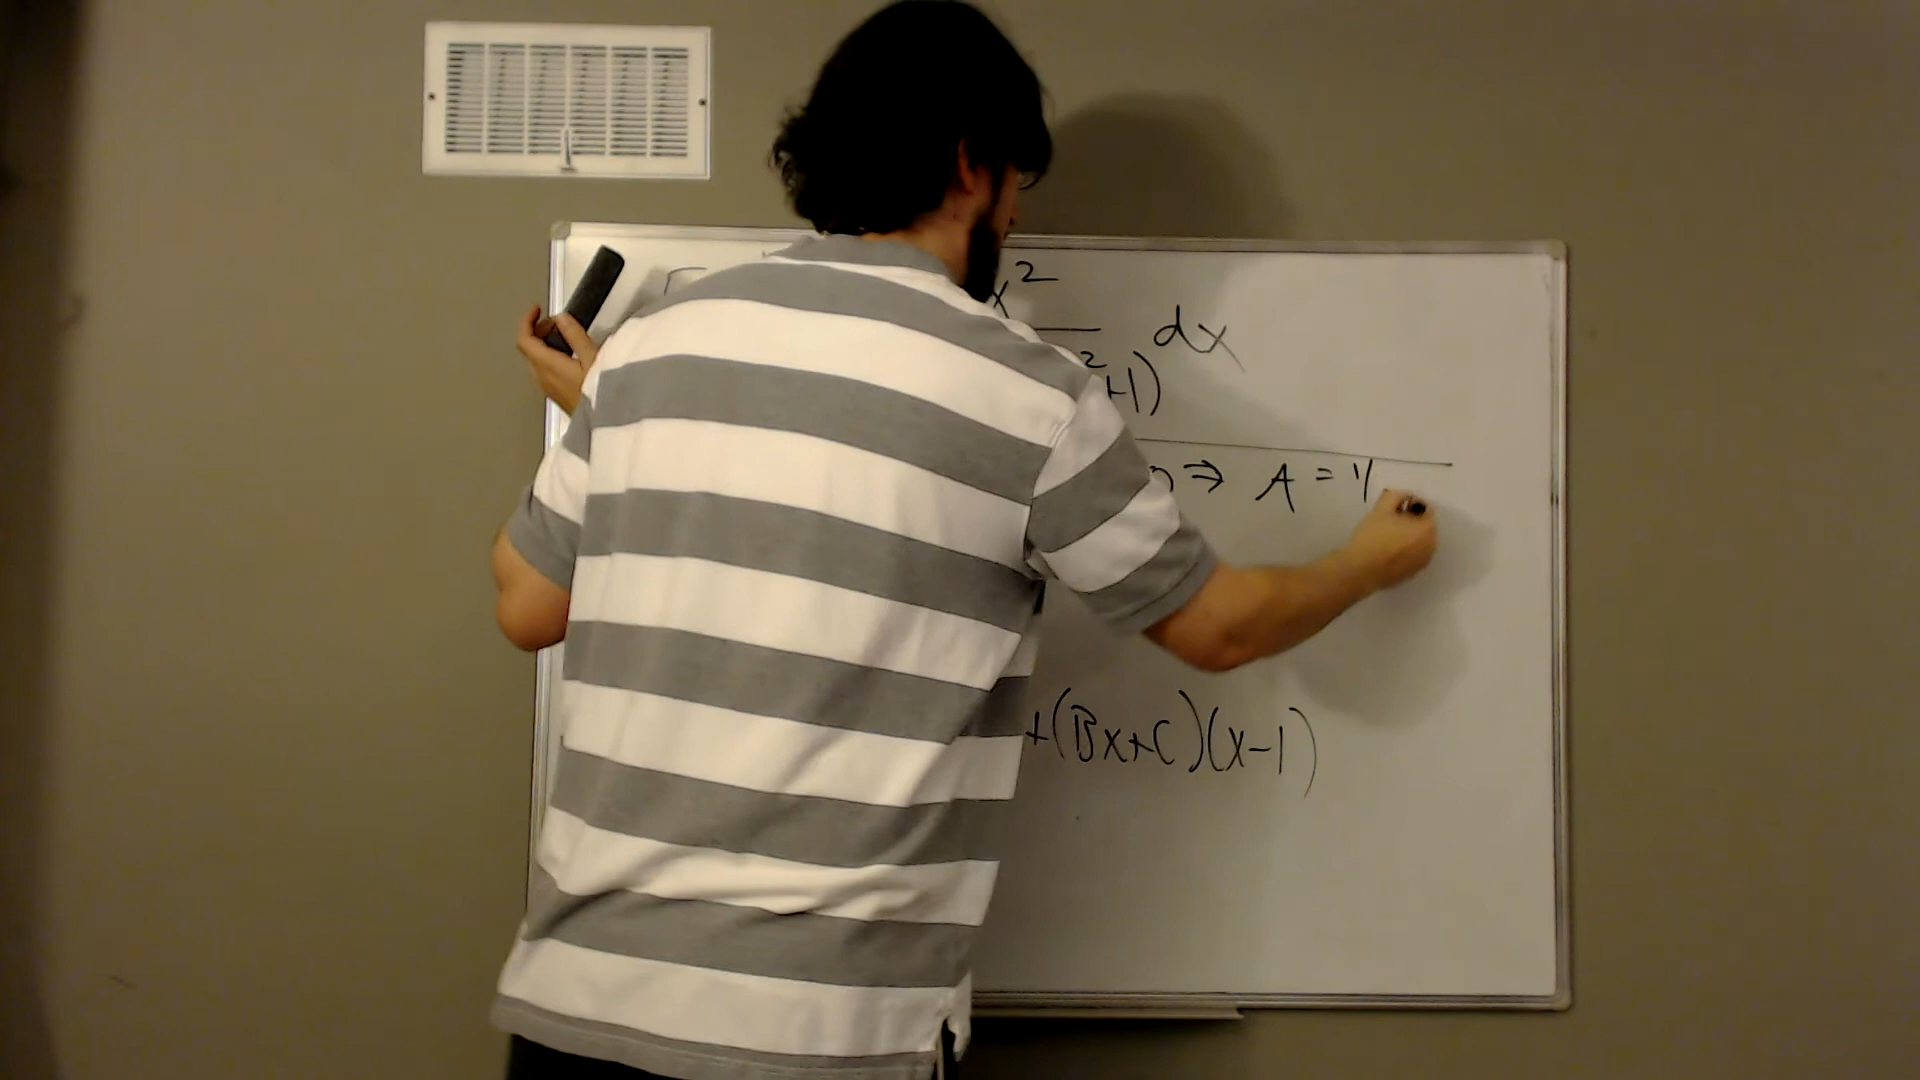 x²
dx
²+1)
⇒ A = 1/
+(Bx+C)(x-1)